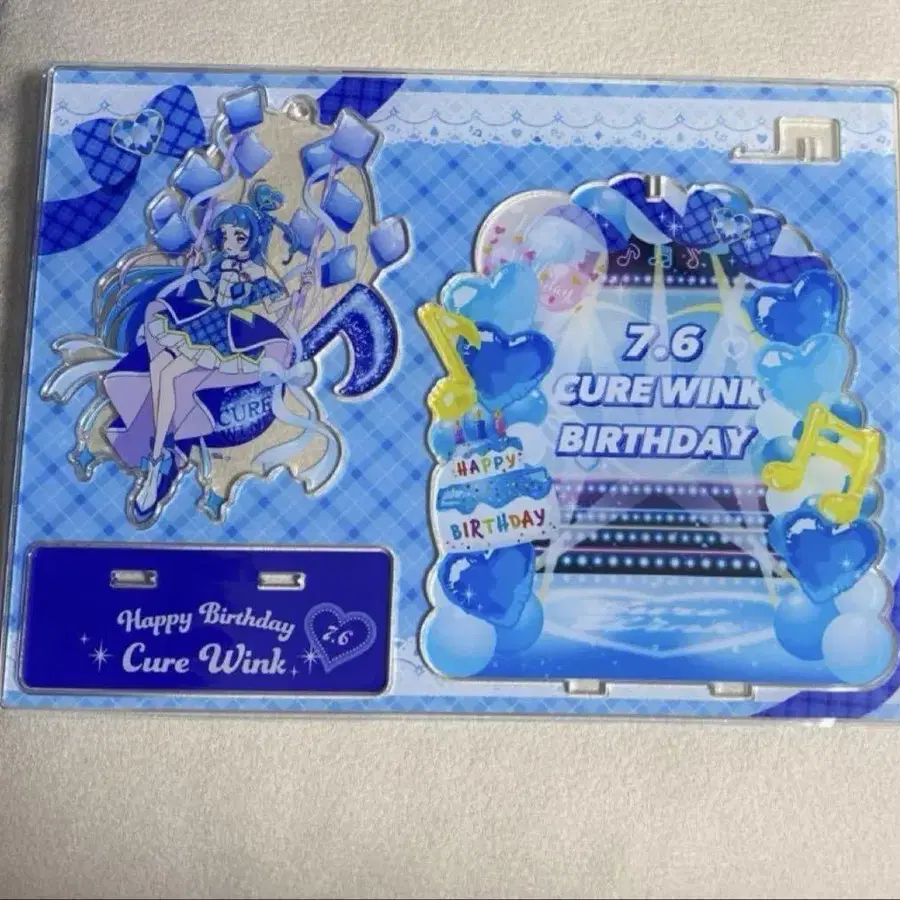 CURE
7.6
CURE WINK
BIRTHDAY
HAPPY
BIRTHDAY
Happy Birthday
7.6
Cure Wink